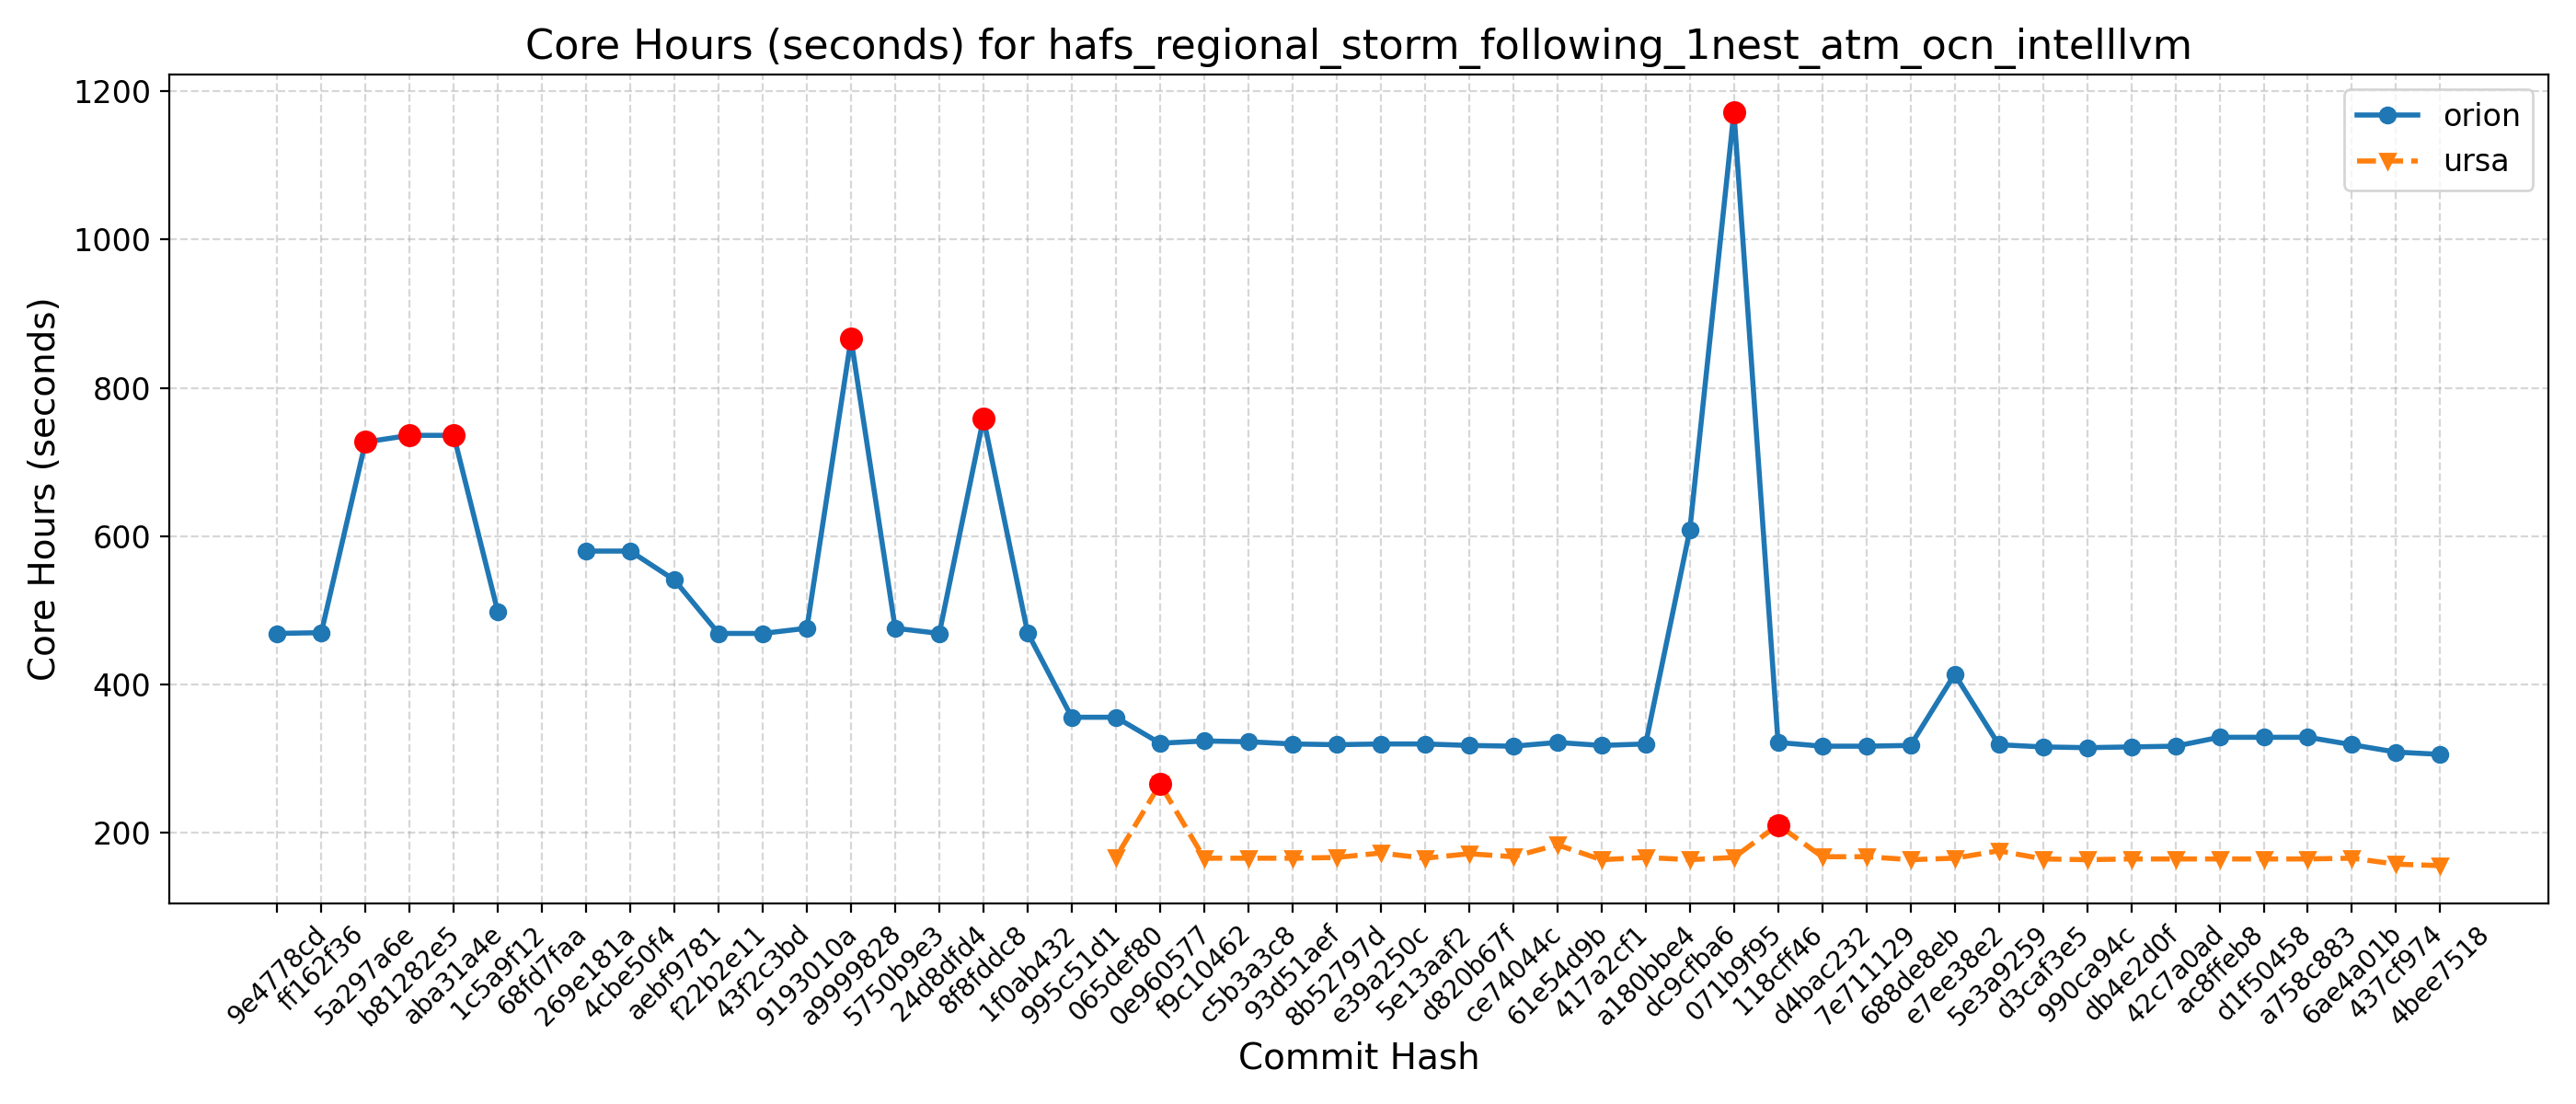 Core Hours (seconds) for hafs_regional_storm_following_1nest_atm_ocn_intelllvm
Core Hours (seconds)
1200
1000
800
600
400
200
orion
ursa
9e4778cd
ff162f36
5a297a6e
b81282e5
aba31a4e
1c5a9f12
68fd7faa
269e181a
4cbe50f4
aebf9781
f22b2e11
43f2c3bd
9193010a
a9999828
5750b9e3
24d8dfd4
8f8fddc8
1f0ab432
995c51d1
065def80
0e960577
f9c10462
c5b3a3c8
93d51aef
8b52797d
e39a250c
5e13aaf2
d820b67f
ce74044c
61e54d9b
417a2cf1
a180bbe4
dc9cfba6
071b9f95
118cff46
d4bac232
7e711129
688de8eb
e7ee38e2
5e3a9259
d3caf3e5
990ca94c
db4e2d0f
42c7a0ad
ac8ffeb8
d1f50458
a758c883
6ae4a01b
437cf974
4bee7518
Commit Hash